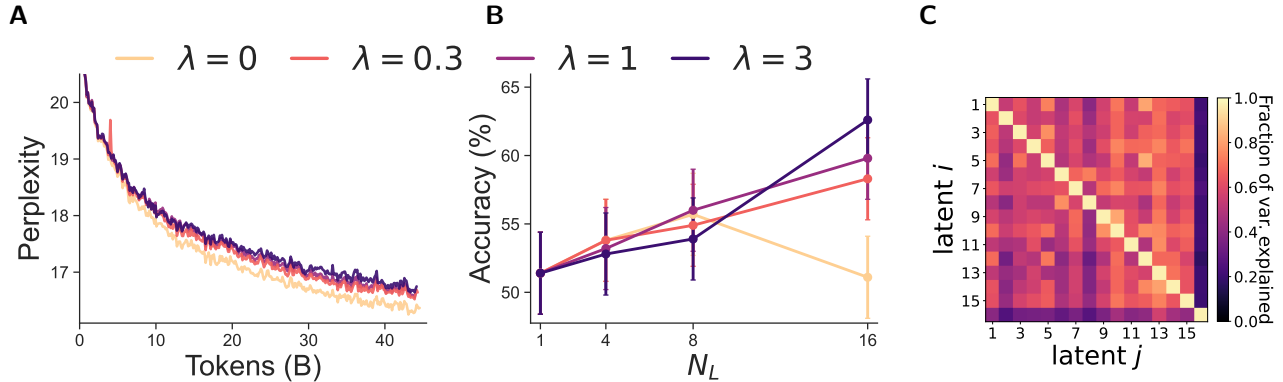 A
B
C
λ = 0
λ = 0.3
λ = 1
λ = 3
Perplexity
20
19
18
17
0
10
20
30
40
Tokens (B)
Accuracy (%)
65
60
55
50
1
4
8
16
N_L
latent i
1
3
5
7
9
11
13
15
1
3
5
7
9
11
13
15
latent j
1.0
0.8
0.6
0.4
0.2
0.0
Fraction of var. explained